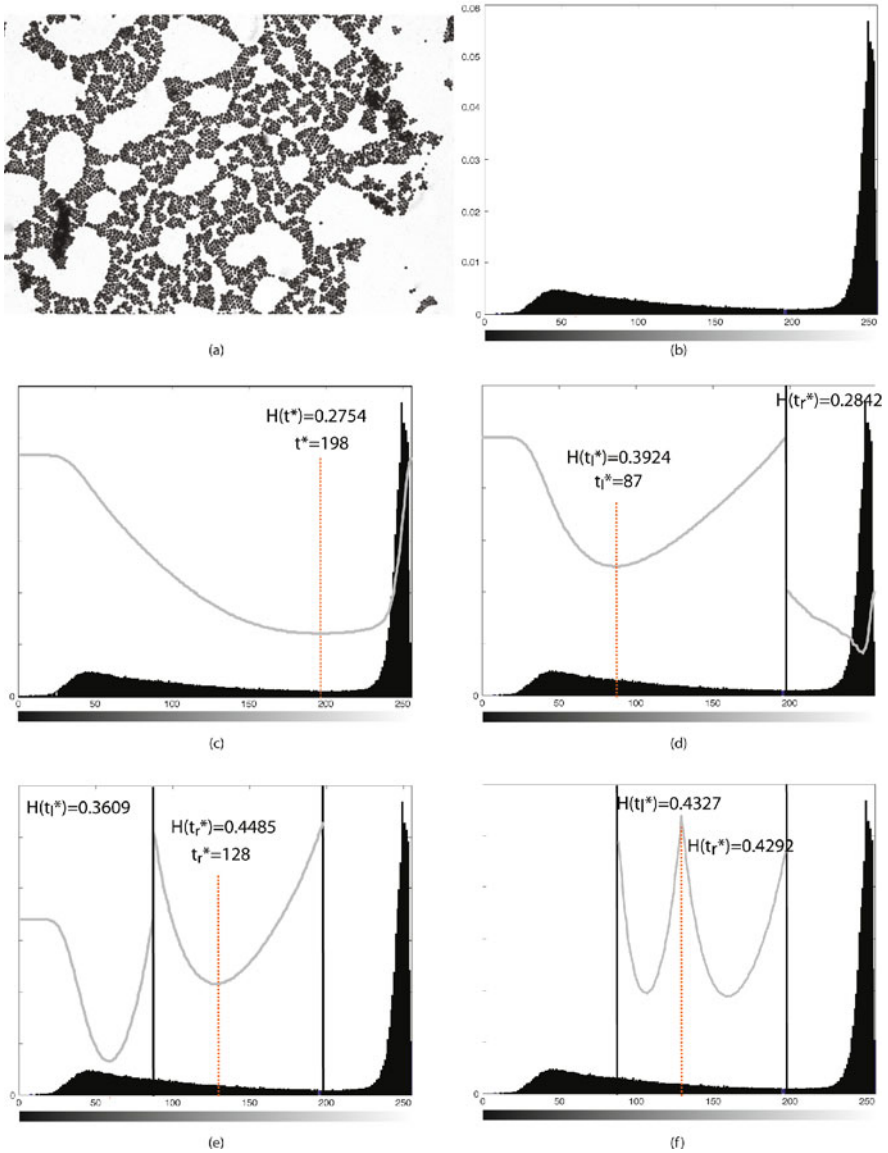 0.06
0.05
0.04
0.03
0.02
0.01
0
0 50 100 150 200 250
(a)
(b)
H(t*)=0.2754
t*=198
0
0 50 100 150 200 250
(c)
H(tr*)=0.2842
H(tl*)=0.3924
tl*=87
0
0 50 100 150 200 250
(d)
H(tl*)=0.3609
H(tr*)=0.4485
tr*=128
0
0 50 100 150 200 250
(e)
H(tl*)=0.4327
H(tr*)=0.4292
0
0 50 100 150 200 250
(f)